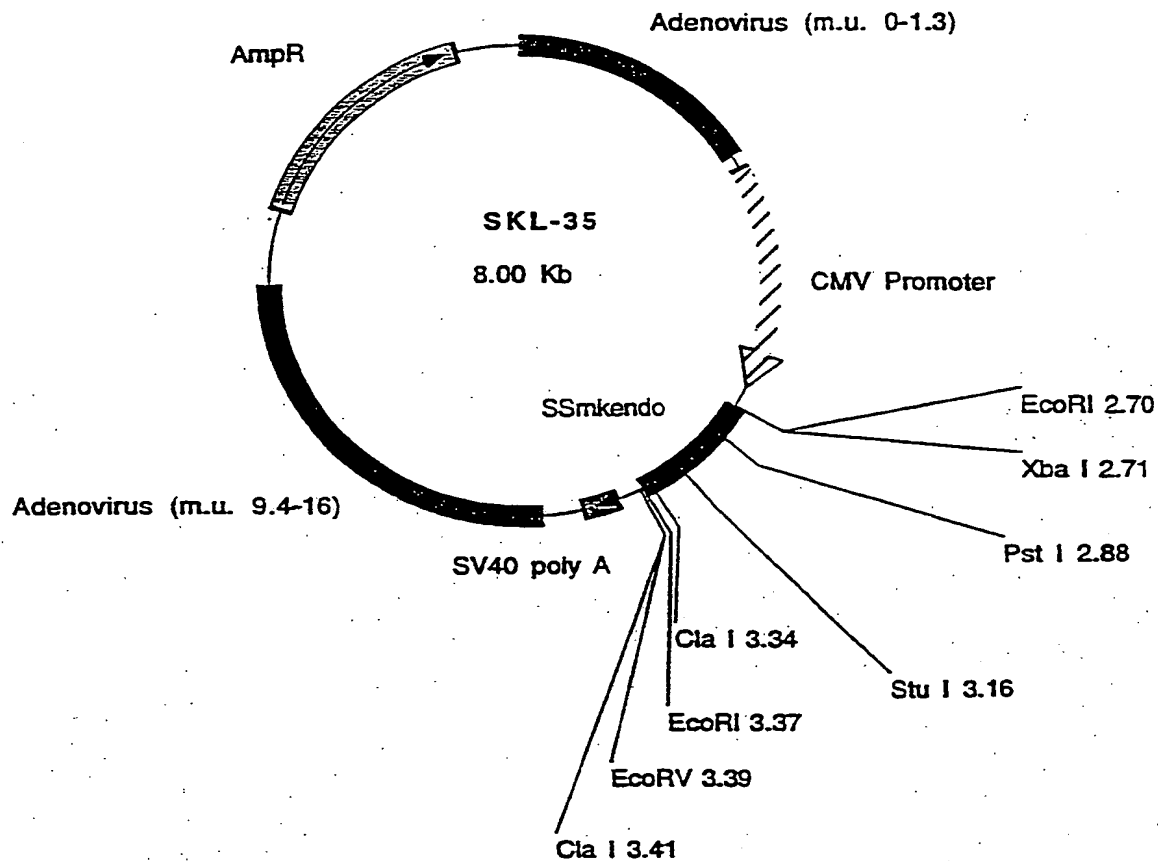 Adenovirus (m.u. 0-1.3)
AmpR
SKL-35
8.00 Kb
CMV Promoter
SSmkendo
EcoRI 2.70
Xba I 2.71
Adenovirus (m.u. 9.4-16)
Pst I 2.88
SV40 poly A
Cla I 3.34
Stu I 3.16
EcoRI 3.37
EcoRV 3.39
Cla I 3.41